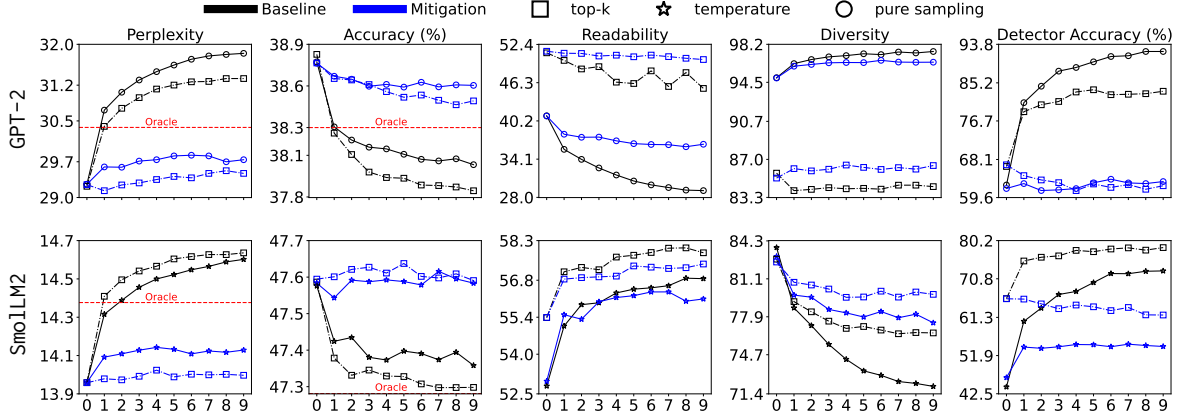 Baseline Mitigation top-k temperature pure sampling
Perplexity Accuracy (%) Readability Diversity Detector Accuracy (%)
GPT-2
32.0
31.2
30.5
29.7
29.0
Oracle
0 1 2 3 4 5 6 7 8 9
38.9
38.6
38.3
38.1
37.8
Oracle
0 1 2 3 4 5 6 7 8 9
52.4
46.3
40.2
34.1
28.0
0 1 2 3 4 5 6 7 8 9
98.2
94.5
90.7
87.0
83.3
0 1 2 3 4 5 6 7 8 9
93.8
85.2
76.7
68.1
59.6
0 1 2 3 4 5 6 7 8 9
SmolLM2
14.7
14.5
14.3
14.1
13.9
Oracle
0 1 2 3 4 5 6 7 8 9
47.7
47.6
47.5
47.4
47.3
Oracle
0 1 2 3 4 5 6 7 8 9
58.3
56.8
55.4
54.0
52.5
0 1 2 3 4 5 6 7 8 9
84.3
81.1
77.9
74.7
71.4
0 1 2 3 4 5 6 7 8 9
80.2
70.8
61.3
51.9
42.5
0 1 2 3 4 5 6 7 8 9